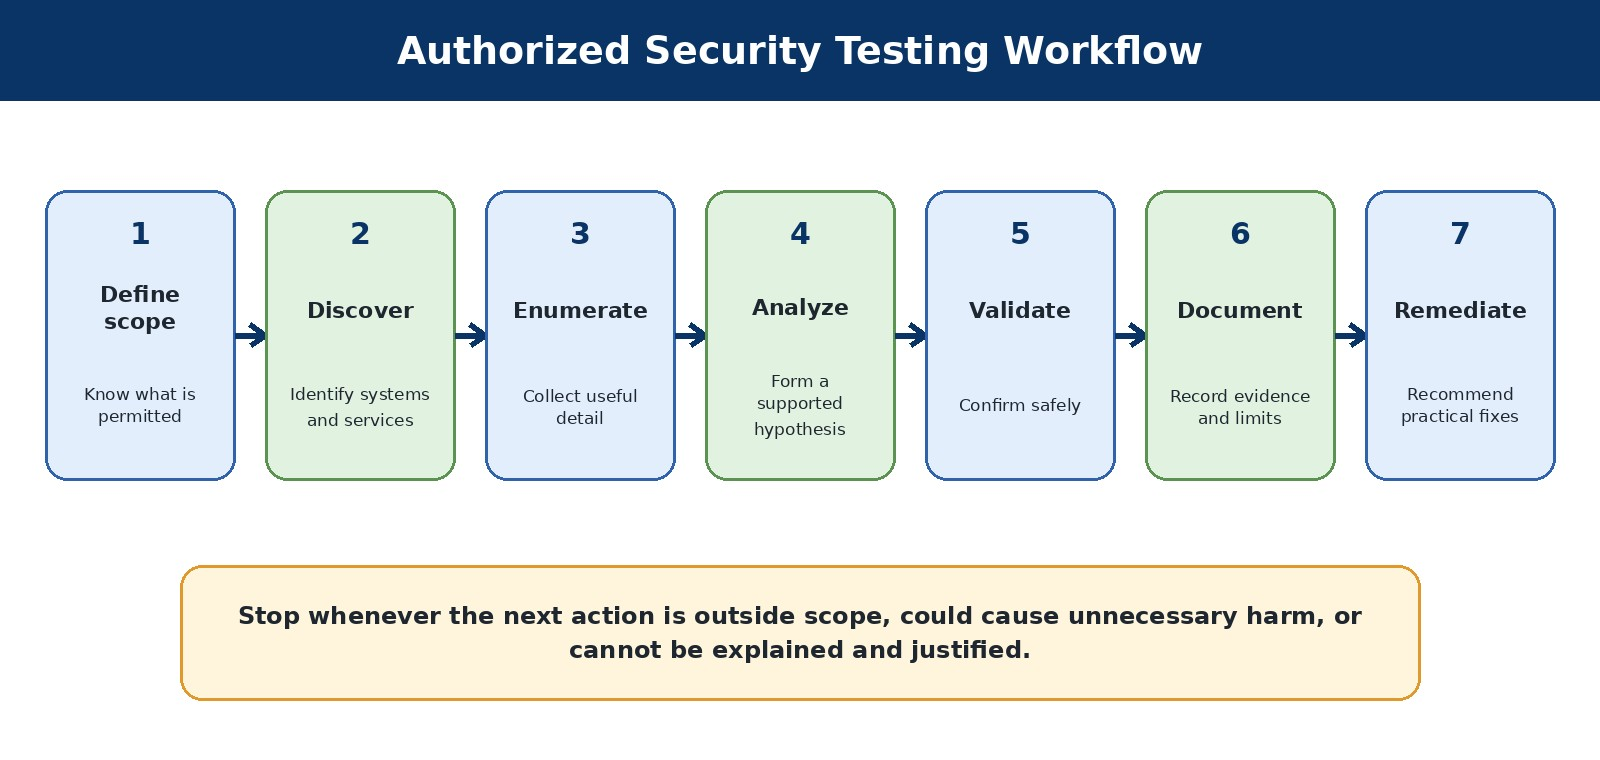 Authorized Security Testing Workflow
1
Define
scope
Know what is
permitted
2
Discover
Identify systems
and services
3
Enumerate
Collect useful
detail
4
Analyze
Form a
supported
hypothesis
5
Validate
Confirm safely
6
Document
Record evidence
and limits
7
Remediate
Recommend
practical fixes
Stop whenever the next action is outside scope, could cause unnecessary harm, or
cannot be explained and justified.